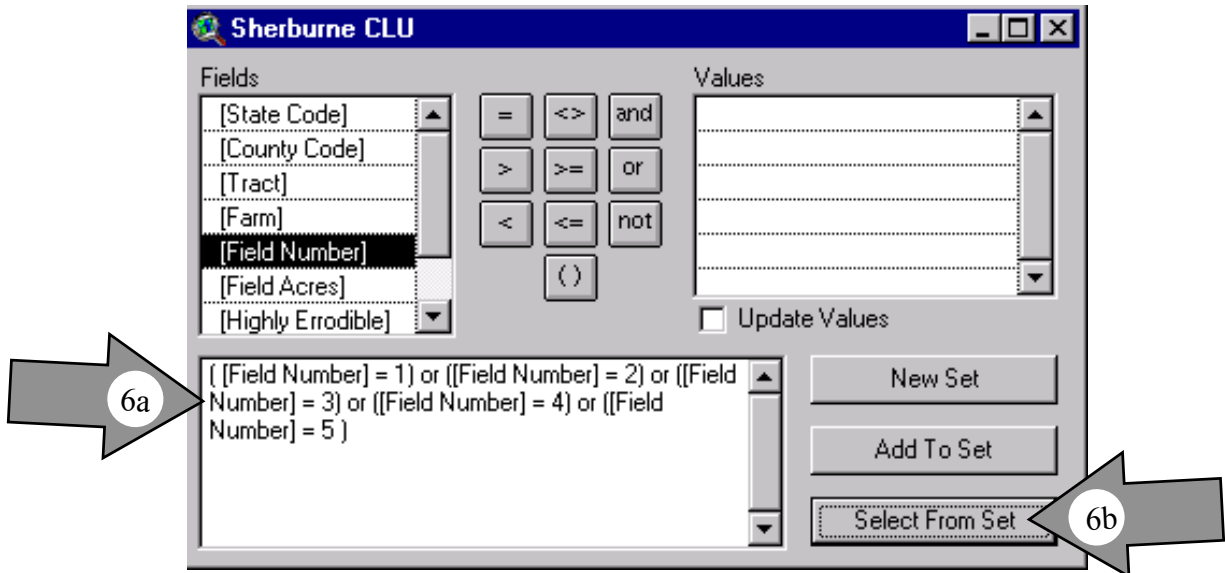 Sherburne CLU
Fields
Values
[State Code]
[County Code]
[Tract]
[Farm]
[Field Number]
[Field Acres]
[Highly Errodible]
= <> and
> >= or
< <= not
( )
Update Values
( [Field Number] = 1) or ([Field Number] = 2) or ([Field
Number] = 3) or ([Field Number] = 4) or ([Field
Number] = 5 )
New Set
Add To Set
Select From Set
6a
6b